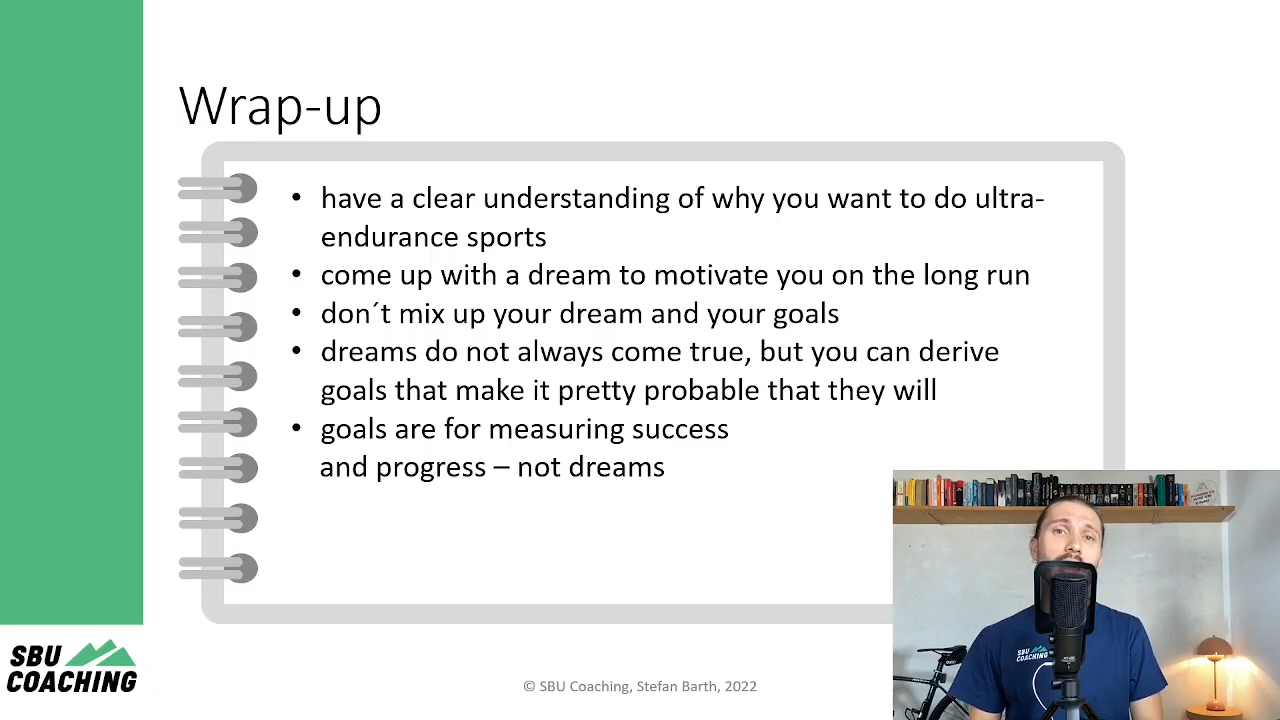 Wrap-up
• have a clear understanding of why you want to do ultra-
endurance sports
• come up with a dream to motivate you on the long run
• don´t mix up your dream and your goals
• dreams do not always come true, but you can derive
goals that make it pretty probable that they will
• goals are for measuring success
and progress – not dreams
SBU
COACHING
SBU
COACHING
© SBU Coaching, Stefan Barth, 2022